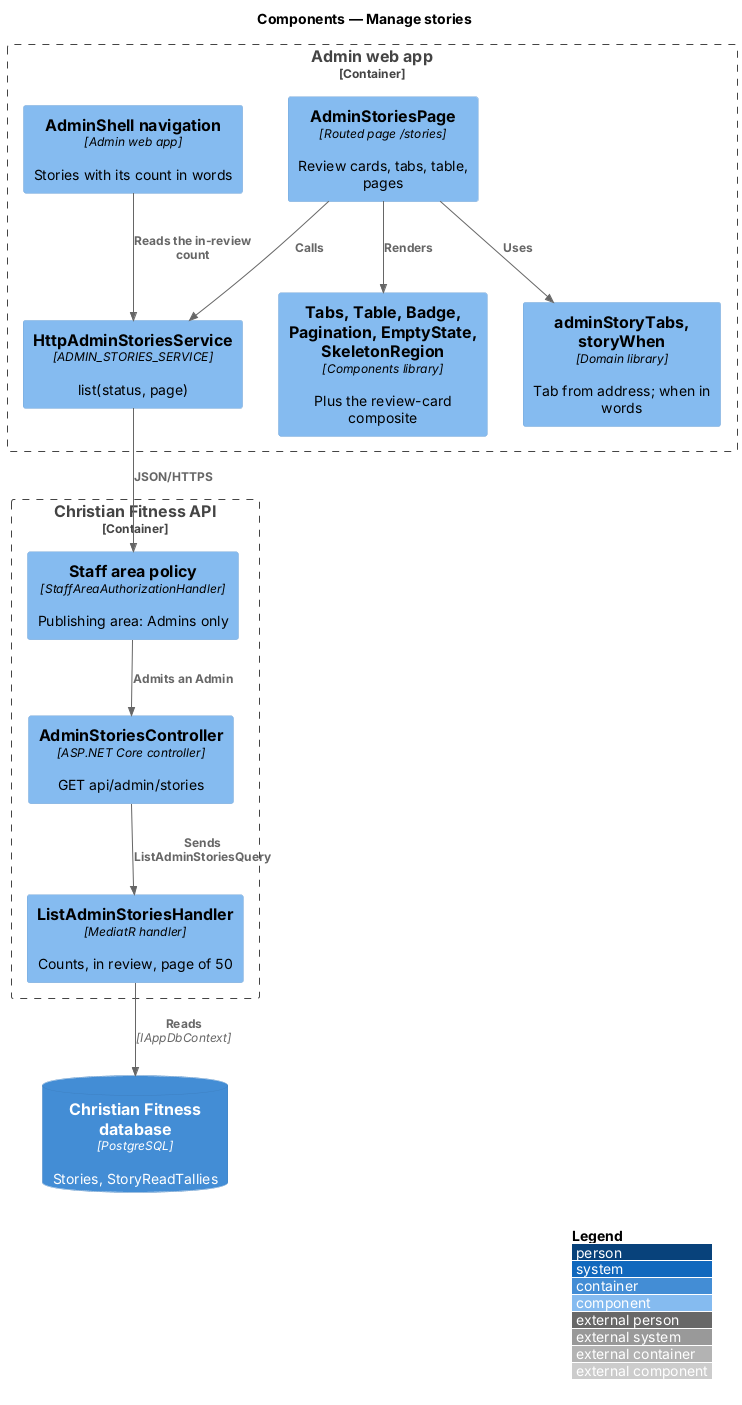 Components — Manage stories
Admin web app
[Container]
AdminShell navigation
[Admin web app]
Stories with its count in words
AdminStoriesPage
[Routed page /stories]
Review cards, tabs, table,
pages
Reads the in-review
count
Calls
Renders
Uses
HttpAdminStoriesService
[ADMIN_STORIES_SERVICE]
list(status, page)
Tabs, Table, Badge,
Pagination, EmptyState,
SkeletonRegion
[Components library]
Plus the review-card
composite
adminStoryTabs,
storyWhen
[Domain library]
Tab from address; when in
words
JSON/HTTPS
Christian Fitness API
[Container]
Staff area policy
[StaffAreaAuthorizationHandler]
Publishing area: Admins only
Admits an Admin
AdminStoriesController
[ASP.NET Core controller]
GET api/admin/stories
Sends
ListAdminStoriesQuery
ListAdminStoriesHandler
[MediatR handler]
Counts, in review, page of 50
Reads
[IAppDbContext]
Christian Fitness
database
[PostgreSQL]
Stories, StoryReadTallies
Legend
person
system
container
component
external person
external system
external container
external component